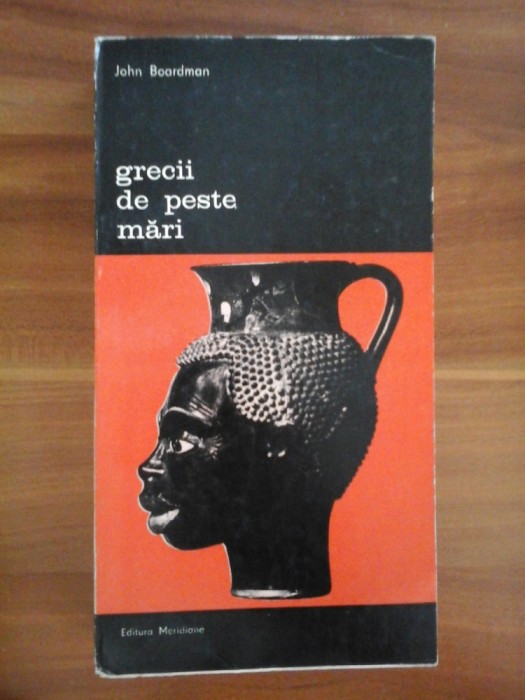 John Boardman
grecii
de peste
mări
Editura Meridiane